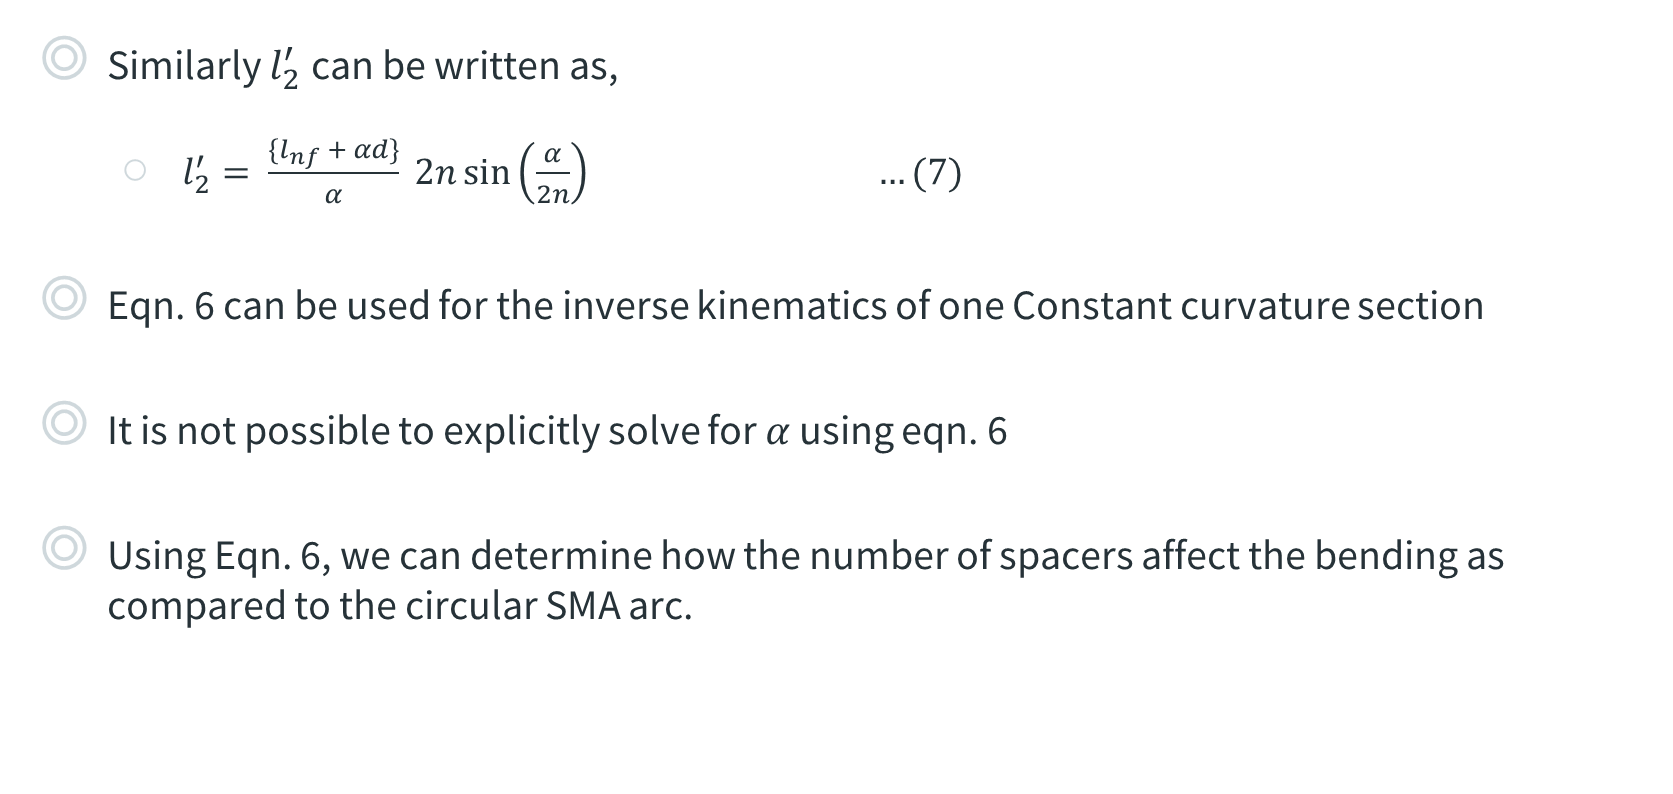 Similarly l′₂ can be written as,
l′₂ = {l_nf + αd}/α 2n sin(α/2n) ... (7)
Eqn. 6 can be used for the inverse kinematics of one Constant curvature section
It is not possible to explicitly solve for α using eqn. 6
Using Eqn. 6, we can determine how the number of spacers affect the bending as
compared to the circular SMA arc.